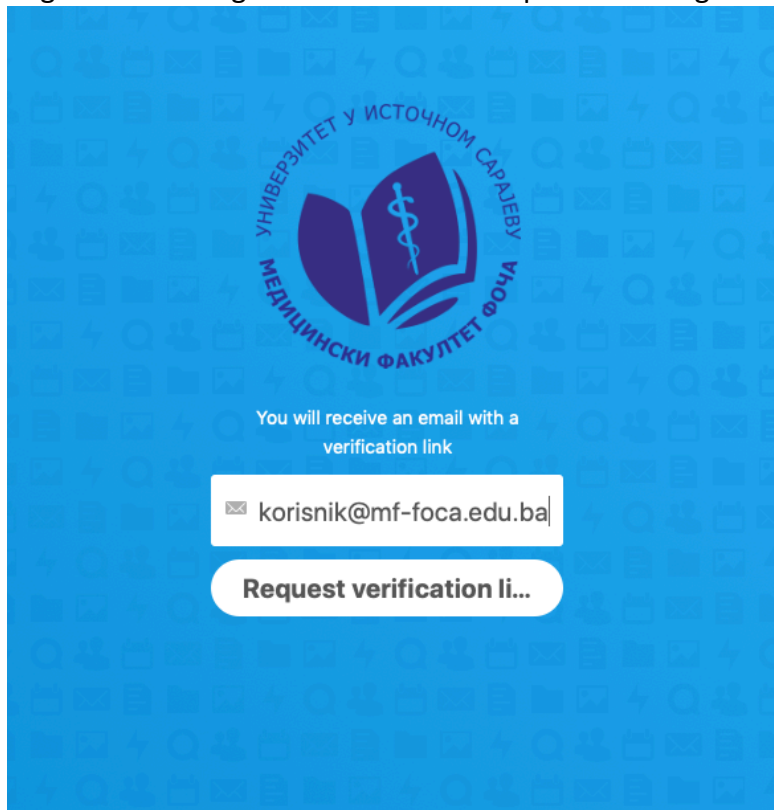 УНИВЕРЗИТЕТ У ИСТОЧНОМ САРАЈЕВУ
МЕДИЦИНСКИ ФАКУЛТЕТ ФОЧА
You will receive an email with a
verification link
korisnik@mf-foca.edu.ba
Request verification li...